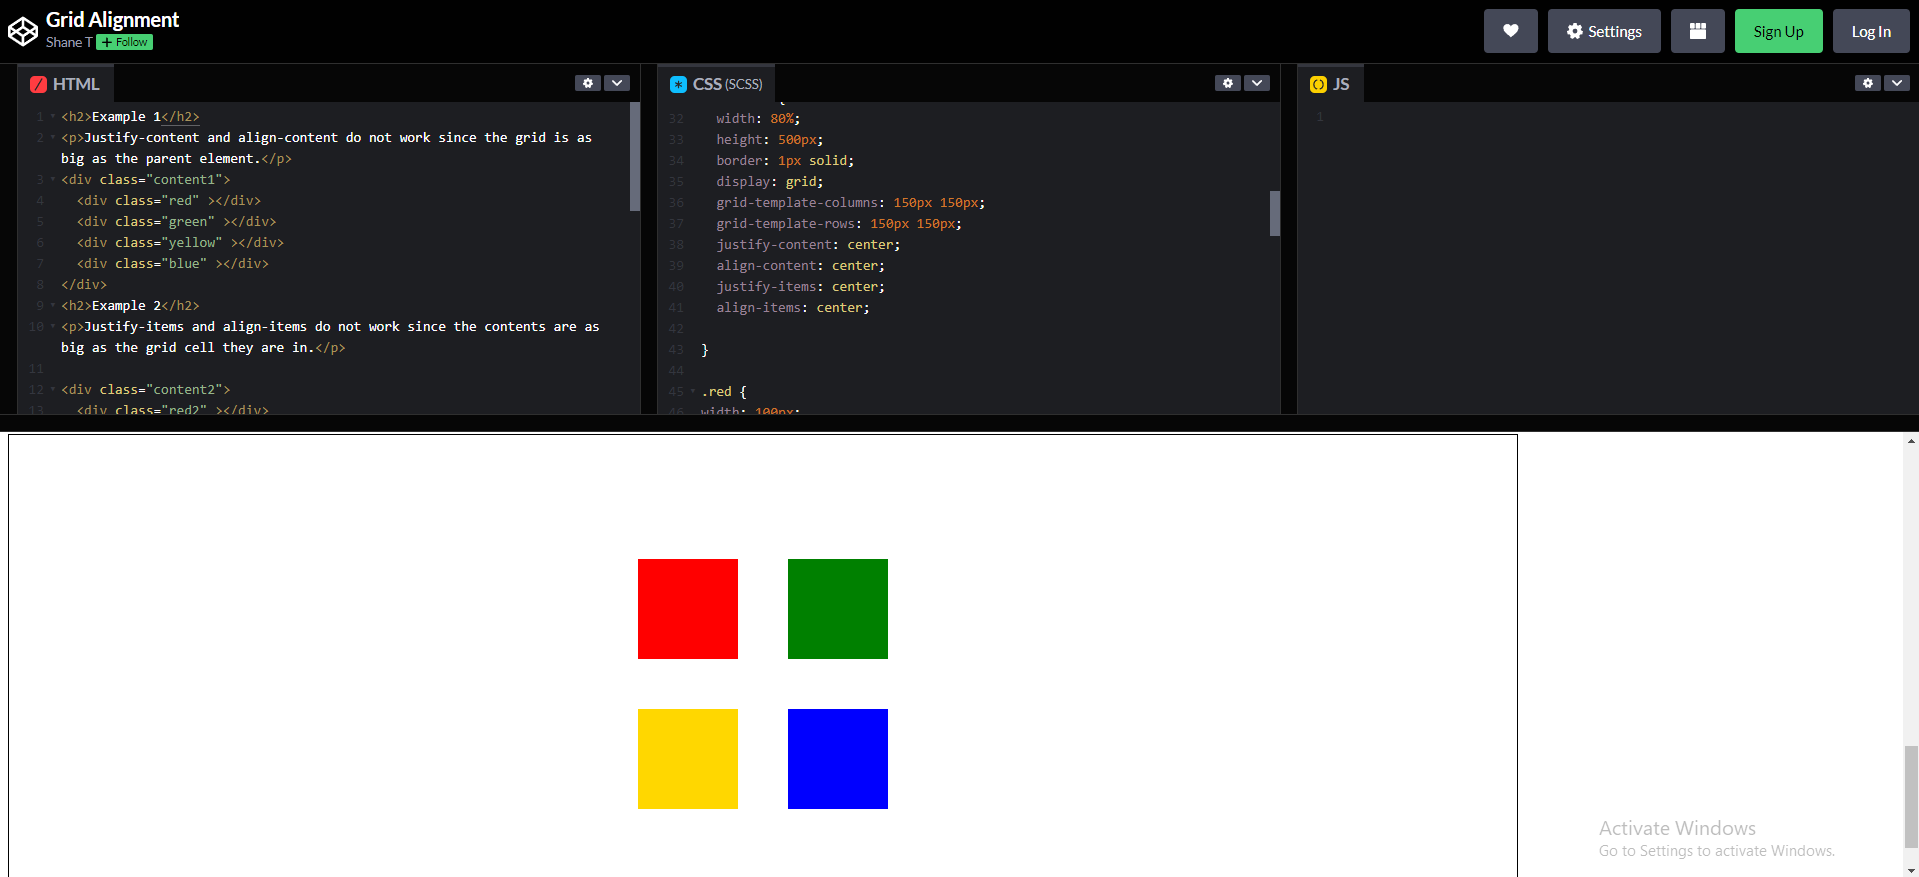 Grid Alignment
Shane T + Follow
Settings
Sign Up
Log In
HTML
1 <h2>Example 1</h2>
2 <p>Justify-content and align-content do not work since the grid is as
big as the parent element.</p>
3 <div class="content1">
4 <div class="red" ></div>
5 <div class="green" ></div>
6 <div class="yellow" ></div>
7 <div class="blue" ></div>
8 </div>
9 <h2>Example 2</h2>
10 <p>Justify-items and align-items do not work since the contents are as
big as the grid cell they are in.</p>
11
12 <div class="content2">
13 <div class="red2" ></div>
CSS (SCSS)
{
32 width: 80%;
33 height: 500px;
34 border: 1px solid;
35 display: grid;
36 grid-template-columns: 150px 150px;
37 grid-template-rows: 150px 150px;
38 justify-content: center;
39 align-content: center;
40 justify-items: center;
41 align-items: center;
42
43 }
44
45 .red {
46 width: 100px;
JS
1
Activate Windows
Go to Settings to activate Windows.